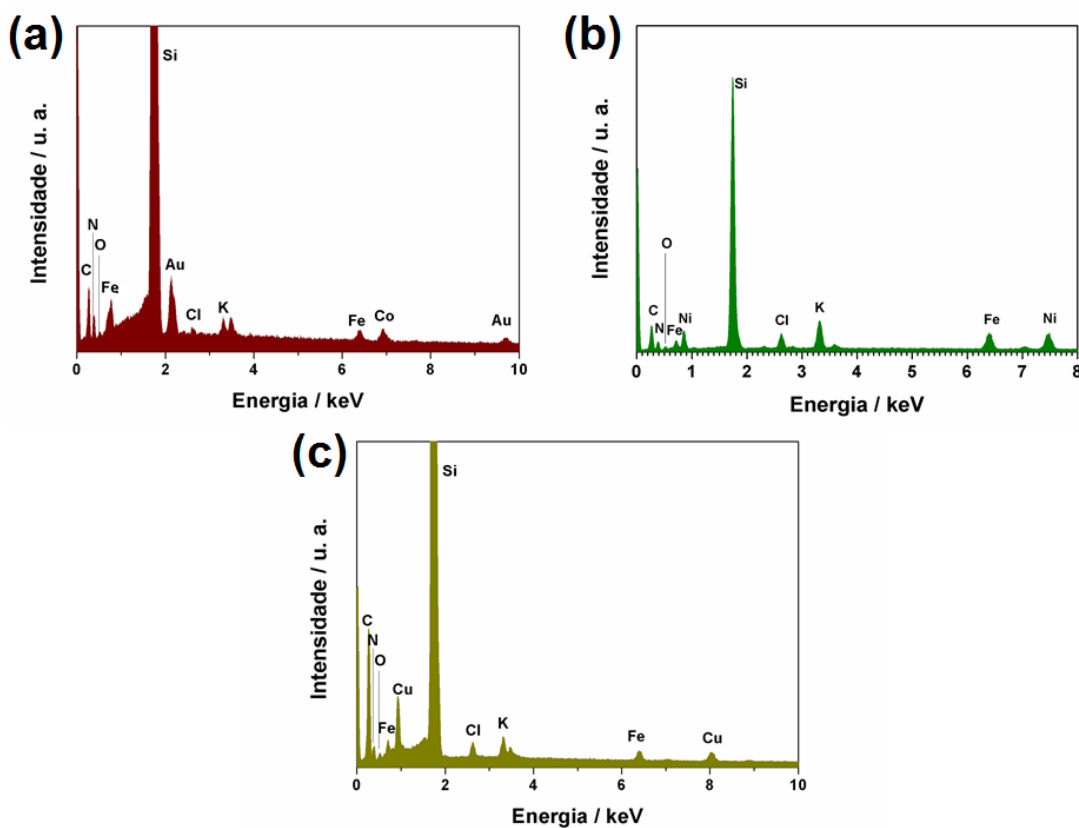 (a)
Intensidade / u. a.
Si
N
O
C
Fe
Au
Cl
K
Fe
Co
Au
0 2 4 6 8 10
Energia / keV
(b)
Intensidade / u. a.
Si
O
C
N
Fe
Ni
Cl
K
Fe
Ni
0 1 2 3 4 5 6 7 8
Energia / keV
(c)
Intensidade / u. a.
Si
C
N
O
Fe
Cu
Cl
K
Fe
Cu
0 2 4 6 8 10
Energia / keV